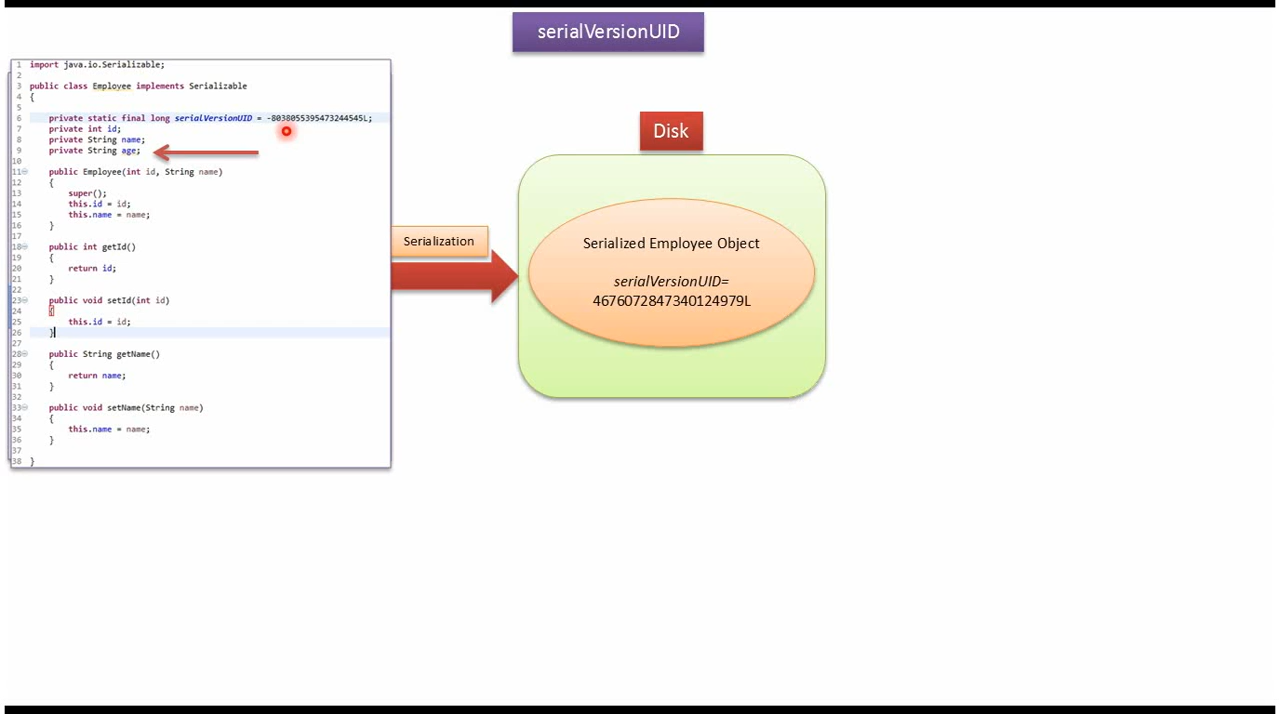 serialVersionUID
1 import java.io.Serializable;
2
3 public class Employee implements Serializable
4 {
5
6 private static final long serialVersionUID = -8038055395473244545L;
7 private int id;
8 private String name;
9 private String age;
10
11 public Employee(int id, String name)
12 {
13 super();
14 this.id = id;
15 this.name = name;
16 }
17
18 public int getId()
19 {
20 return id;
21 }
22
23 public void setId(int id)
24 {
25 this.id = id;
26 }
27
28 public String getName()
29 {
30 return name;
31 }
32
33 public void setName(String name)
34 {
35 this.name = name;
36 }
37
38 }
Serialization
Disk
Serialized Employee Object
serialVersionUID=
4676072847340124979L